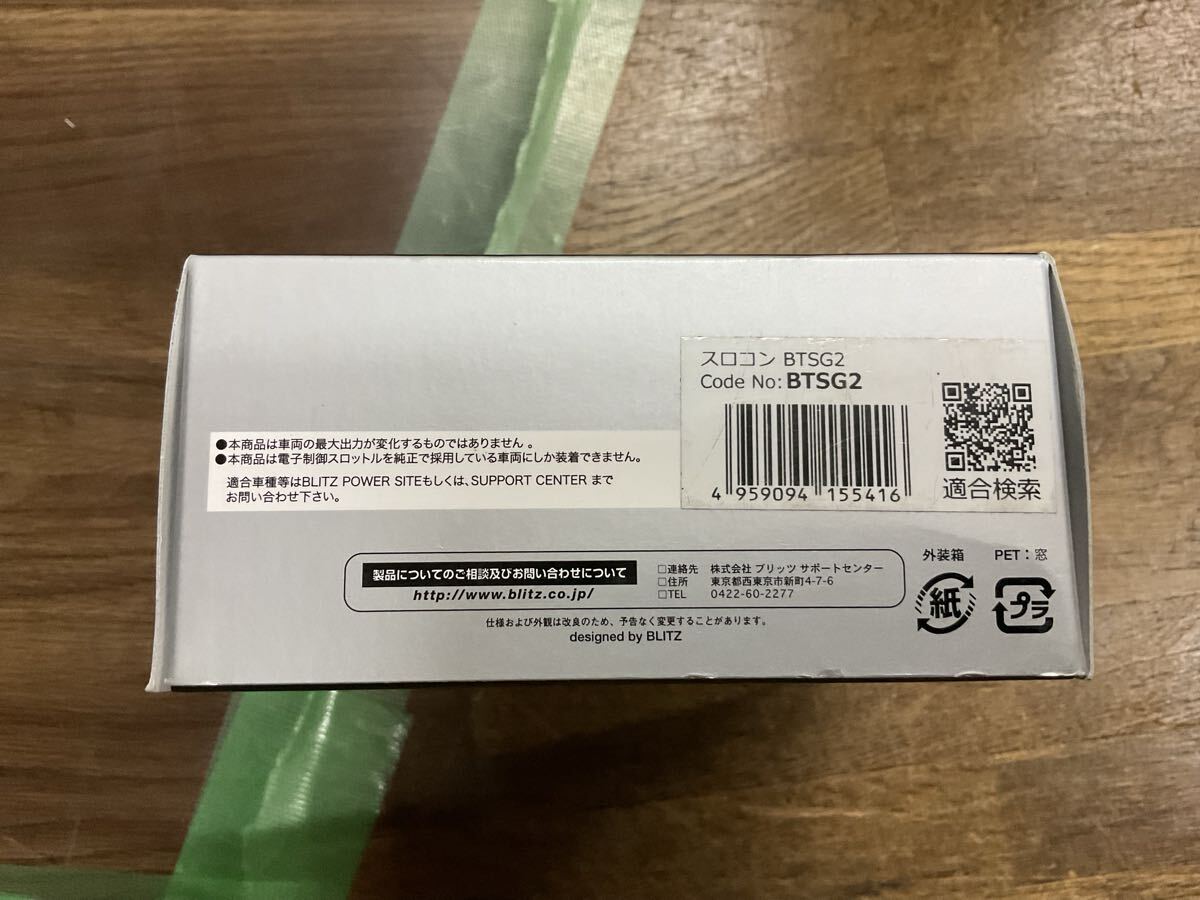 スロコン BTSG2
Code No: BTSG2
4 959094 155416
適合検索
●本商品は車両の最大出力が変化するものではありません 。
●本商品は電子制御スロットルを純正で採用している車両にしか装着できません。
適合車種等はBLITZ POWER SITEもしくは、SUPPORT CENTER まで
お問い合わせ下さい。
製品についてのご相談及びお問い合わせについて
http://www.blitz.co.jp/
□連絡先 株式会社 ブリッツ サポートセンター
□住所 東京都西東京市新町4-7-6
□TEL 0422-60-2277
仕様および外観は改良のため、予告なく変更することがあります。
designed by BLITZ
外装箱
紙
PET：窓
プラ